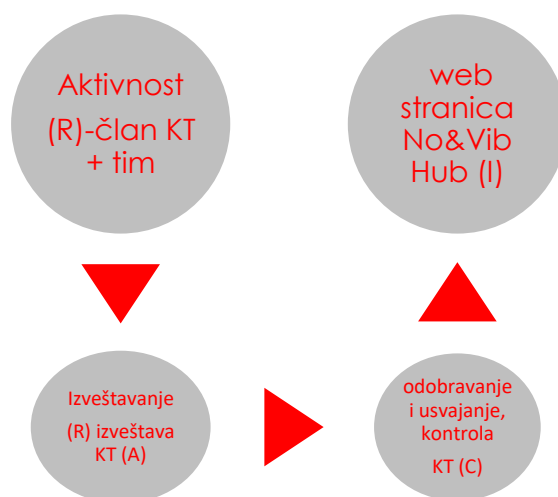 Aktivnost
(R)-član KT
+ tim
web
stranica
No&Vib
Hub (I)
Izveštavanje
(R) izveštava
KT (A)
odobravanje
i usvajanje,
kontrola
KT (C)